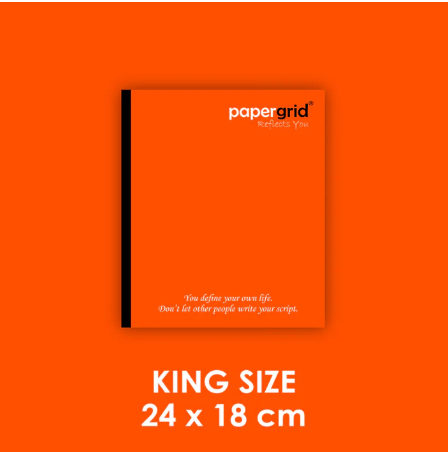 papergrid®
Reflects You
You define your own life.
Don't let other people write your script.
KING SIZE
24 x 18 cm